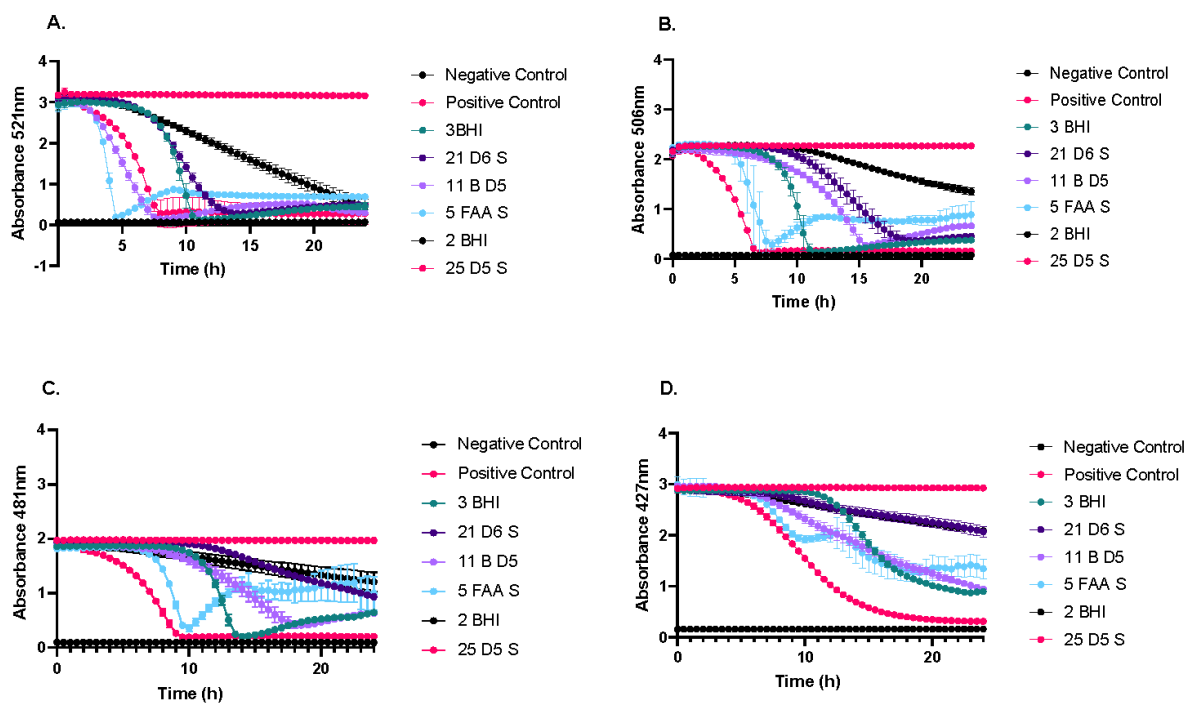 A.
Absorbance 521nm
4
3
2
1
0
-1
5
10
15
20
Time (h)
Negative Control
Positive Control
3BHI
21 D6 S
11 B D5
5 FAA S
2 BHI
25 D5 S
B.
Absorbance 506nm
4
3
2
1
0
0
5
10
15
20
Time (h)
Negative Control
Positive Control
3 BHI
21 D6 S
11 B D5
5 FAA S
2 BHI
25 D5 S
C.
Absorbance 481nm
4
3
2
1
0
0
10
20
Time (h)
Negative Control
Positive Control
3 BHI
21 D6 S
11 B D5
5 FAA S
2 BHI
25 D5 S
D.
Absorbance 427nm
4
3
2
1
0
0
10
20
Time (h)
Negative Control
Positive Control
3 BHI
21 D6 S
11 B D5
5 FAA S
2 BHI
25 D5 S